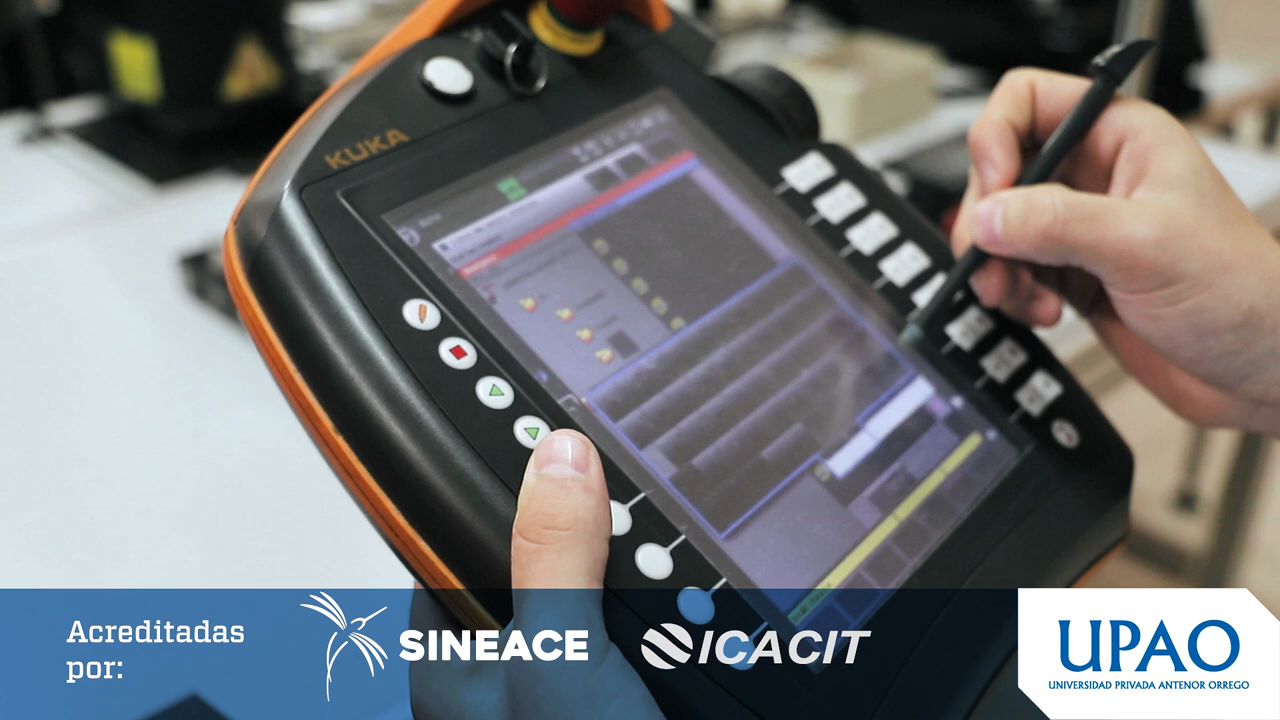 KUKA
Acreditadas
por:
SINEACE
ICACIT
UPAO
UNIVERSIDAD PRIVADA ANTENOR ORREGO